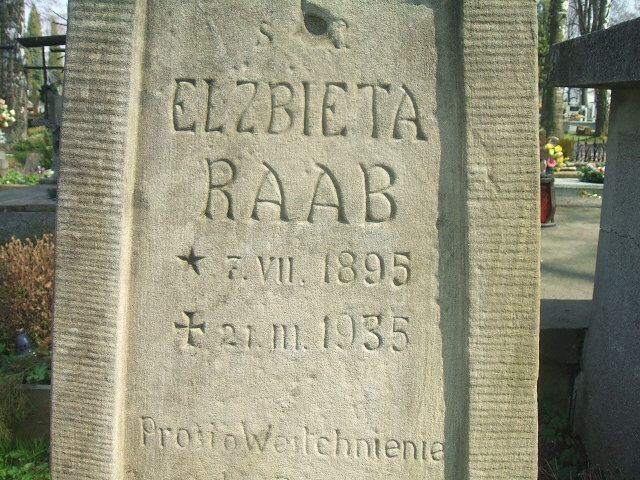 ELZBIETA
RAAB
★ 7.VII. 1895
✠ 21.III. 1935
Prosi o Westchnienie